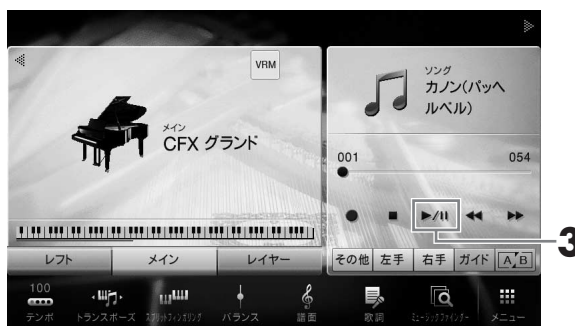 VRM
メイン
CFX グランド
ソング
カノン(パッヘ
ルベル)
001
054
3
レフト
メイン
レイヤー
その他
左手
右手
ガイド
A B
100
テンポ
トランスポーズ
スプリットフィンガリング
バランス
譜面
歌詞
ミュージックファインダー
メニュー